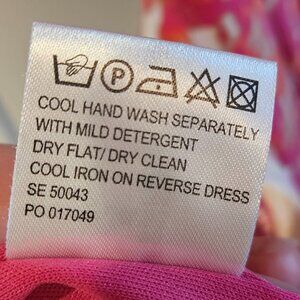 P
COOL HAND WASH SEPARATELY
WITH MILD DETERGENT
DRY FLAT/ DRY CLEAN
COOL IRON ON REVERSE DRESS
SE 50043
PO 017049